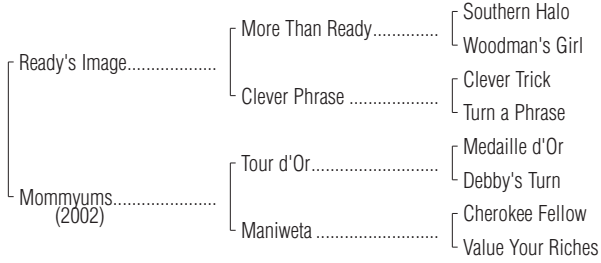 Southern Halo
More Than Ready..............
Woodman's Girl
Ready's Image...................
Clever Trick
Clever Phrase ...................
Turn a Phrase
Medaille d'Or
Tour d'Or...........................
Debby's Turn
Mommyums......................
(2002)
Cherokee Fellow
Maniweta ..........................
Value Your Riches